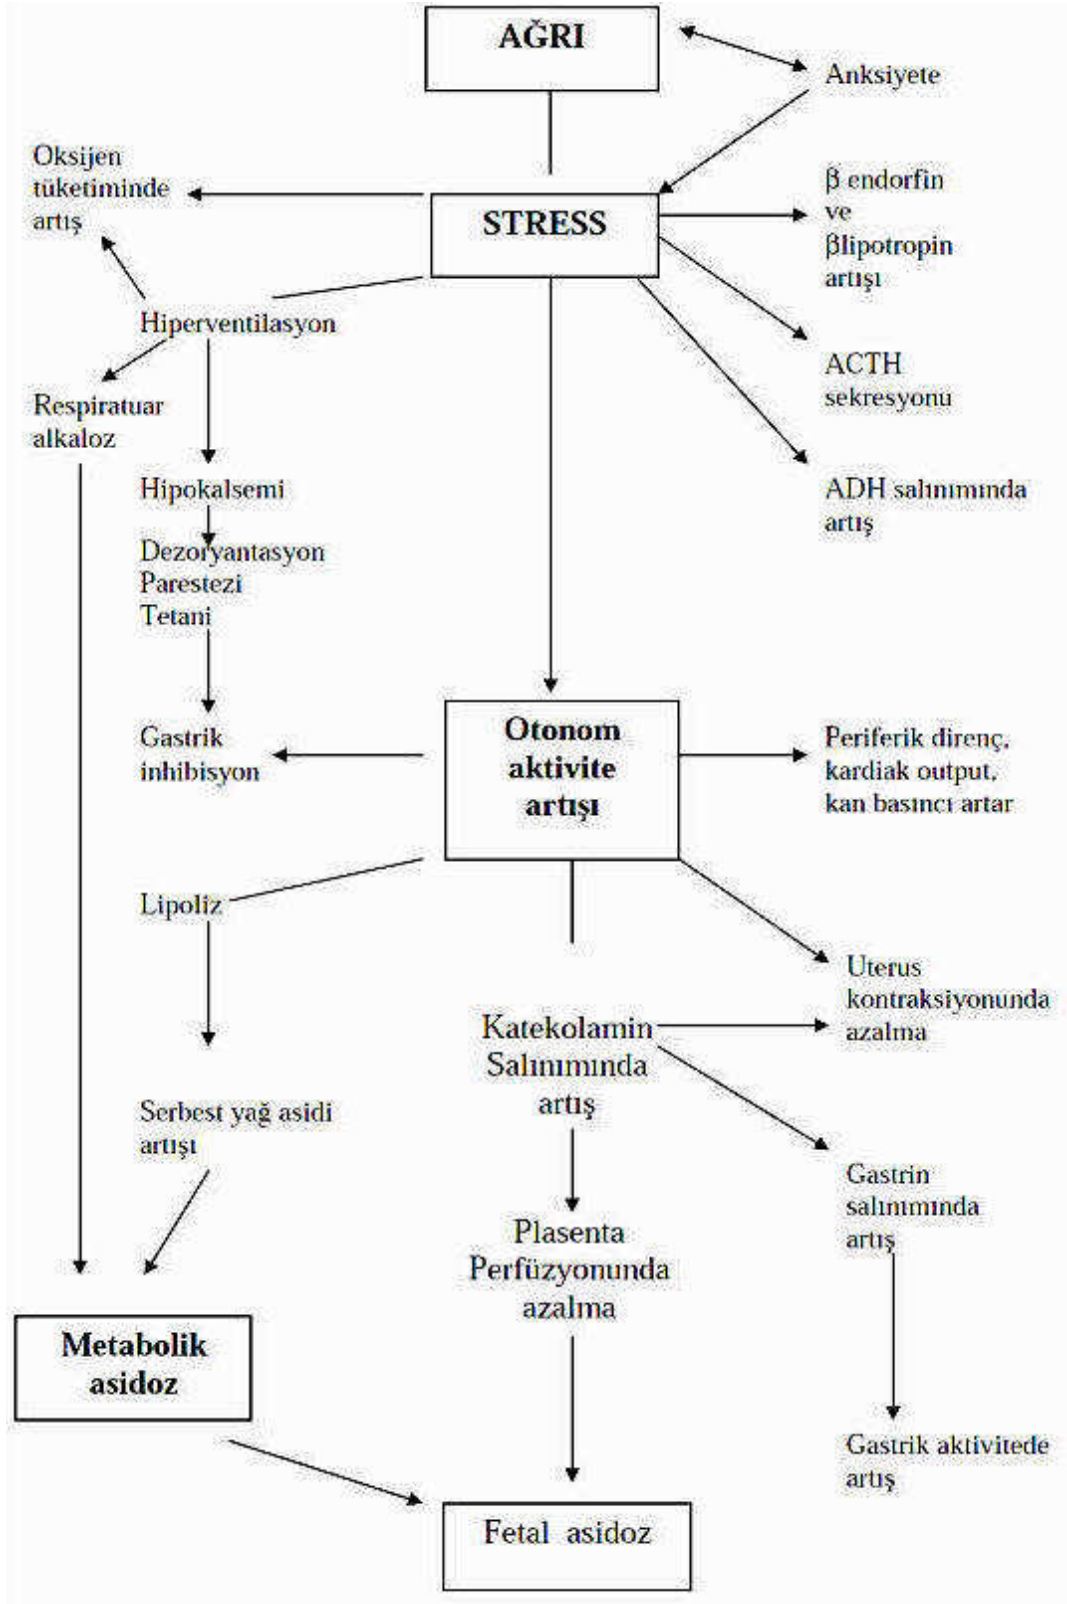 AĞRI
Anksiyete
Oksijen
tüketiminde
artış
STRESS
β endorfin
ve
βlipotropin
artışı
Hiperventilasyon
ACTH
sekresyonu
Respiratuar
alkaloz
Hipokalsemi
ADH salınımında
artış
Dezoryantasyon
Parestezi
Tetani
Gastrik
inhibisyon
Otonom
aktivite
artışı
Periferik direnç,
kardiak output,
kan basıncı artar
Lipoliz
Uterus
kontraksiyonunda
azalma
Katekolamin
Salınımında
artış
Serbest yağ asidi
artışı
Gastrin
salınımında
artış
Plasenta
Perfüzyonunda
azalma
Metabolik
asidoz
Gastrik aktivitede
artış
Fetal asidoz